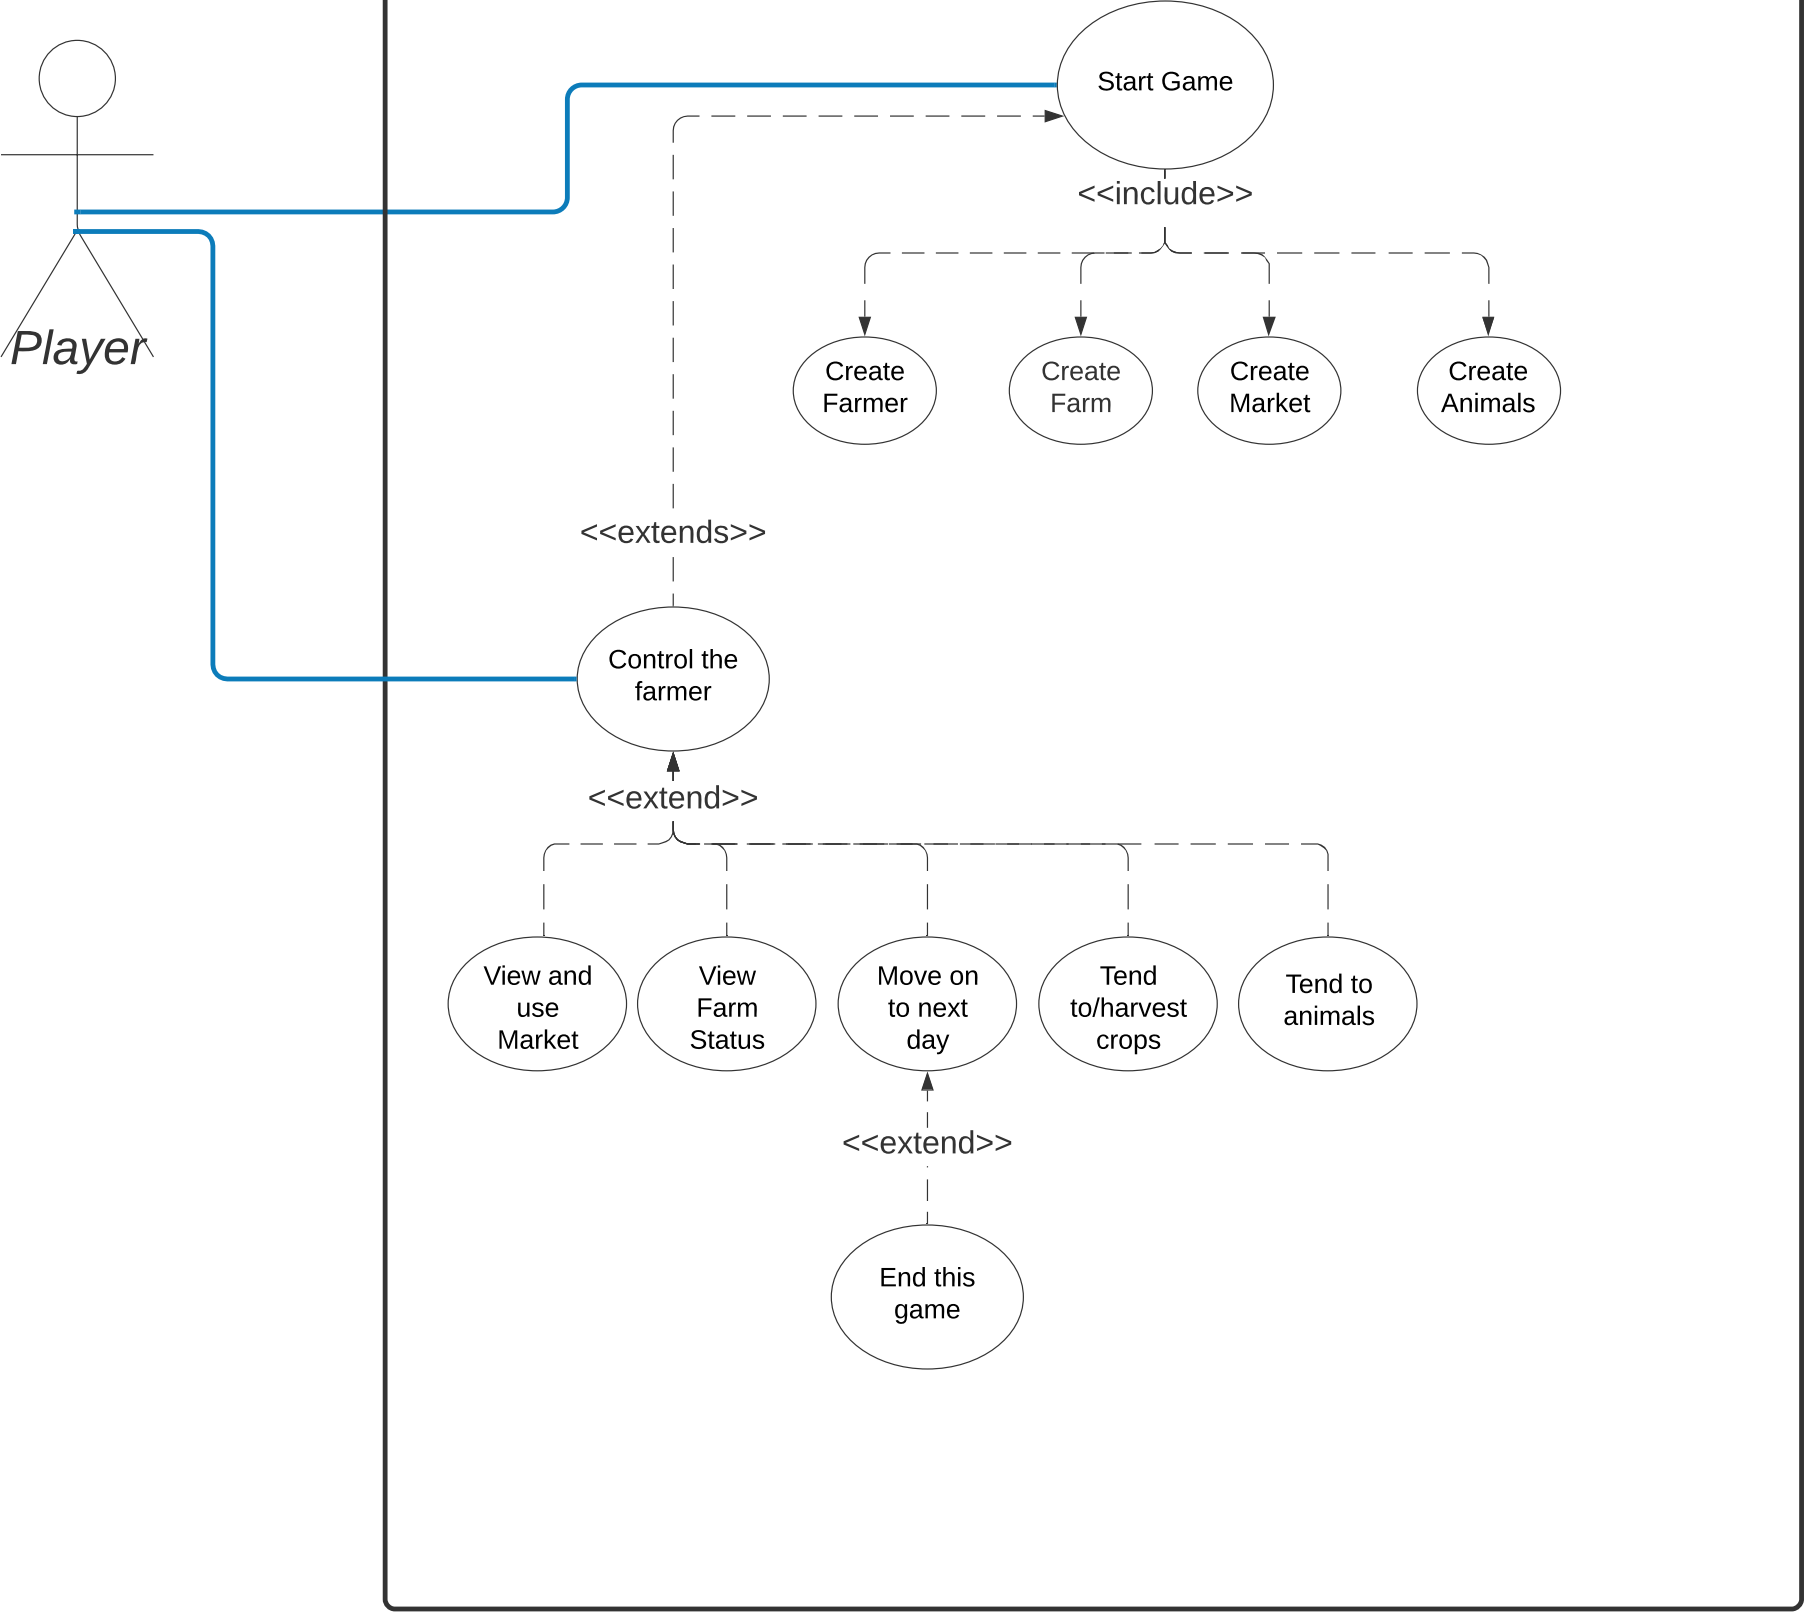 Start Game
<<include>>
Player
Create
Farmer
Create
Farm
Create
Market
Create
Animals
<<extends>>
Control the
farmer
<<extend>>
View and
use
Market
View
Farm
Status
Move on
to next
day
Tend
to/harvest
crops
Tend to
animals
<<extend>>
End this
game